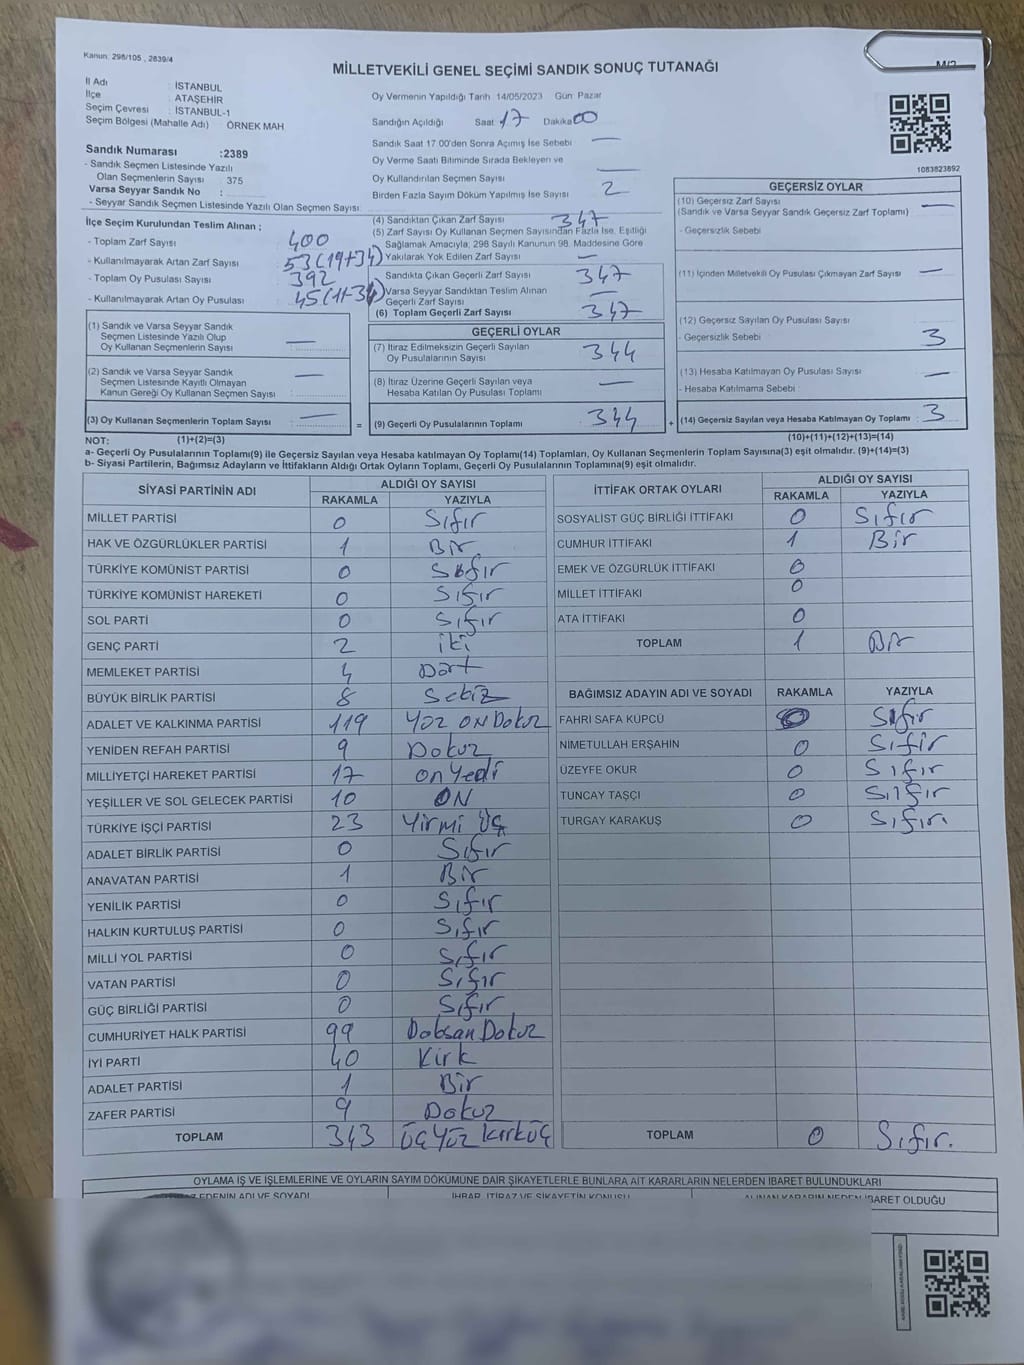 Kanun: 298/105 , 2839/4
MİLLETVEKİLİ GENEL SEÇİMİ SANDIK SONUÇ TUTANAĞI
İl Adı : İSTANBUL
İlçe : ATAŞEHİR
Seçim Çevresi : İSTANBUL-1
Seçim Bölgesi (Mahalle Adı) : ÖRNEK MAH
Sandık Numarası :2389
- Sandık Seçmen Listesinde Yazılı
Olan Seçmenlerin Sayısı : 375
Varsa Seyyar Sandık No :
- Seyyar Sandık Seçmen Listesinde Yazılı Olan Seçmen Sayısı:
Oy Vermenin Yapıldığı Tarih 14/05/2023 Gün Pazar
Sandığın Açıldığı Saat 17 Dakika 00
Sandık Saat 17.00'den Sonra Açmış İse Sebebi —
Oy Verme Saati Bitiminde Sırada Bekleyen ve
Oy Kullandırılan Seçmen Sayısı —
Birden Fazla Sayım Döküm Yapılmış İse Sayısı 2
1083823892
İlçe Seçim Kurulundan Teslim Alınan ;
- Toplam Zarf Sayısı 400
- Kullanılmayarak Artan Zarf Sayısı 53 (19+34)
- Toplam Oy Pusulası Sayısı 392
- Kullanılmayarak Artan Oy Pusulası 45 (11+34)
(4) Sandıktan Çıkan Zarf Sayısı 347
(5) Zarf Sayısı Oy Kullanan Seçmen Sayısından Fazla İse, Eşitliği
Sağlamak Amacıyla; 298 Sayılı Kanunun 98. Maddesine Göre
Yakılarak Yok Edilen Zarf Sayısı —
Sandıkta Çıkan Geçerli Zarf Sayısı 347
Varsa Seyyar Sandıktan Teslim Alınan
Geçerli Zarf Sayısı —
(6) Toplam Geçerli Zarf Sayısı 347
GEÇERSİZ OYLAR
(10) Geçersiz Zarf Sayısı —
(Sandık ve Varsa Seyyar Sandık Geçersiz Zarf Toplamı)
- Geçersizlik Sebebi
(11) İçinden Milletvekili Oy Pusulası Çıkmayan Zarf Sayısı —
(12) Geçersiz Sayılan Oy Pusulası Sayısı
- Geçersizlik Sebebi 3
(13) Hesaba Katılmayan Oy Pusulası Sayısı —
- Hesaba Katılmama Sebebi :
(14) Geçersiz Sayılan veya Hesaba Katılmayan Oy Toplamı : 3
(10)+(11)+(12)+(13)=(14)
(1) Sandık ve Varsa Seyyar Sandık
Seçmen Listesinde Yazılı Olup
Oy Kullanan Seçmenlerin Sayısı —
(2) Sandık ve Varsa Seyyar Sandık
Seçmen Listesinde Kayıtlı Olmayan
Kanun Gereği Oy Kullanan Seçmen Sayısı : —
(3) Oy Kullanan Seçmenlerin Toplam Sayısı —
=
GEÇERLİ OYLAR
(7) İtiraz Edilmeksizin Geçerli Sayılan
Oy Pusulalarının Sayısı 344
(8) İtiraz Üzerine Geçerli Sayılan veya
Hesaba Katılan Oy Pusulası Toplamı —
(9) Geçerli Oy Pusulalarının Toplamı 344
+
NOT: (1)+(2)=(3)
a- Geçerli Oy Pusulalarının Toplamı(9) ile Geçersiz Sayılan veya Hesaba katılmayan Oy Toplamı(14) Toplamları, Oy Kullanan Seçmenlerin Toplam Sayısına(3) eşit olmalıdır. (9)+(14)=(3)
b- Siyasi Partilerin, Bağımsız Adayların ve İttifakların Aldığı Ortak Oyların Toplamı, Geçerli Oy Pusulalarının Toplamına(9) eşit olmalıdır.
SİYASİ PARTİNİN ADI ALDIĞI OY SAYISI
RAKAMLA YAZIYLA
MİLLET PARTİSİ 0 Sıfır
HAK VE ÖZGÜRLÜKLER PARTİSİ 1 Bir
TÜRKİYE KOMÜNİST PARTİSİ 0 Sıfır
TÜRKİYE KOMÜNİST HAREKETİ 0 Sıfır
SOL PARTİ 0 Sıfır
GENÇ PARTİ 2 iki
MEMLEKET PARTİSİ 4 Dört
BÜYÜK BİRLİK PARTİSİ 8 Sekiz
ADALET VE KALKINMA PARTİSİ 119 Yüz ON Dokuz
YENİDEN REFAH PARTİSİ 9 Dokuz
MİLLİYETÇİ HAREKET PARTİSİ 17 on yedi
YEŞİLLER VE SOL GELECEK PARTİSİ 10 ON
TÜRKİYE İŞÇİ PARTİSİ 23 Yirmi üç
ADALET BİRLİK PARTİSİ 0 Sıfır
ANAVATAN PARTİSİ 1 Bir
YENİLİK PARTİSİ 0 Sıfır
HALKIN KURTULUŞ PARTİSİ 0 Sıfır
MİLLİ YOL PARTİSİ 0 Sıfır
VATAN PARTİSİ 0 Sıfır
GÜÇ BİRLİĞİ PARTİSİ 0 Sıfır
CUMHURİYET HALK PARTİSİ 99 Doksan Dokuz
İYİ PARTİ 40 Kırk
ADALET PARTİSİ 1 Bir
ZAFER PARTİSİ 9 Dokuz
TOPLAM 343 üç Yüz kırk üç
İTTİFAK ORTAK OYLARI ALDIĞI OY SAYISI
RAKAMLA YAZIYLA
SOSYALİST GÜÇ BİRLİĞİ İTTİFAKI 0 Sıfır
CUMHUR İTTİFAKI 1 Bir
EMEK VE ÖZGÜRLÜK İTTİFAKI 0
MİLLET İTTİFAKI 0
ATA İTTİFAKI 0
TOPLAM 1 Bir
BAĞIMSIZ ADAYIN ADI VE SOYADI RAKAMLA YAZIYLA
FAHRİ SAFA KÜPCÜ 0 Sıfır
NİMETULLAH ERŞAHİN 0 Sıfır
ÜZEYFE OKUR 0 Sıfır
TUNCAY TAŞÇI 0 Sıfır
TURGAY KARAKUŞ 0 Sıfır.
TOPLAM 0 Sıfır.
OYLAMA İŞ VE İŞLEMLERİNE VE OYLARIN SAYIM DÖKÜMÜNE DAİR ŞİKAYETLERLE BUNLARA AİT KARARLARIN NELERDEN İBARET BULUNDUKLARI
EDENİN ADI VE SOYADI İHBAR, İTİRAZ VE ŞİKAYETİN KONUSU ALINAN KARARIN NEDEN İBARET OLDUĞU